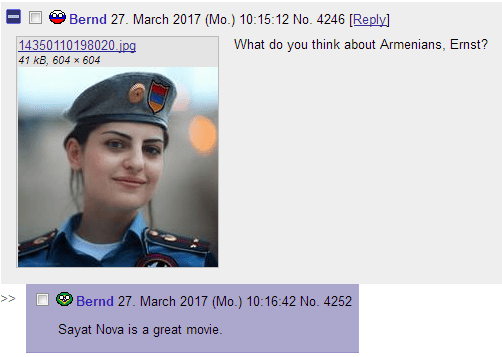 Bernd 27. March 2017 (Mo.) 10:15:12 No. 4246 [Reply]
14350110198020.jpg
41 kB, 604 × 604
What do you think about Armenians, Ernst?
>> Bernd 27. March 2017 (Mo.) 10:16:42 No. 4252
Sayat Nova is a great movie.